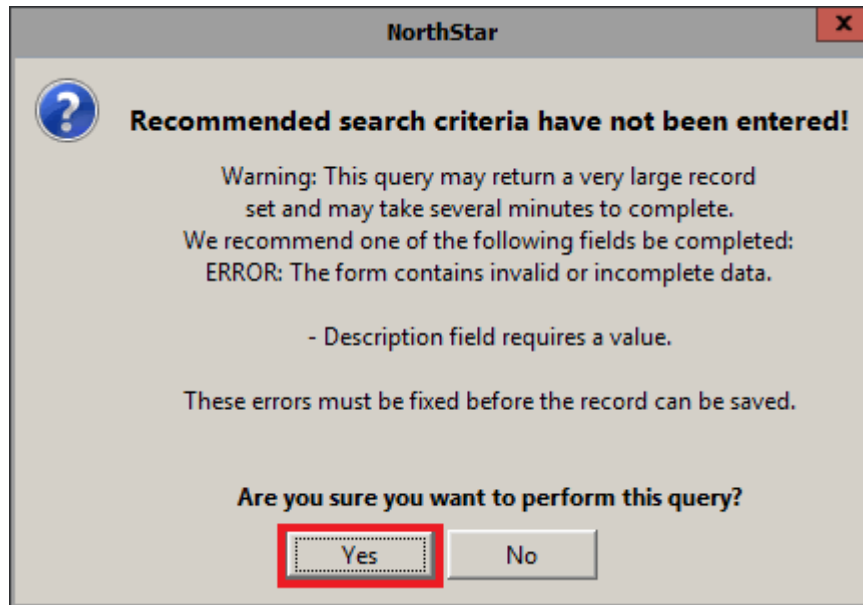 NorthStar
x
?
Recommended search criteria have not been entered!
Warning: This query may return a very large record
set and may take several minutes to complete.
We recommend one of the following fields be completed:
ERROR: The form contains invalid or incomplete data.
- Description field requires a value.
These errors must be fixed before the record can be saved.
Are you sure you want to perform this query?
Yes No